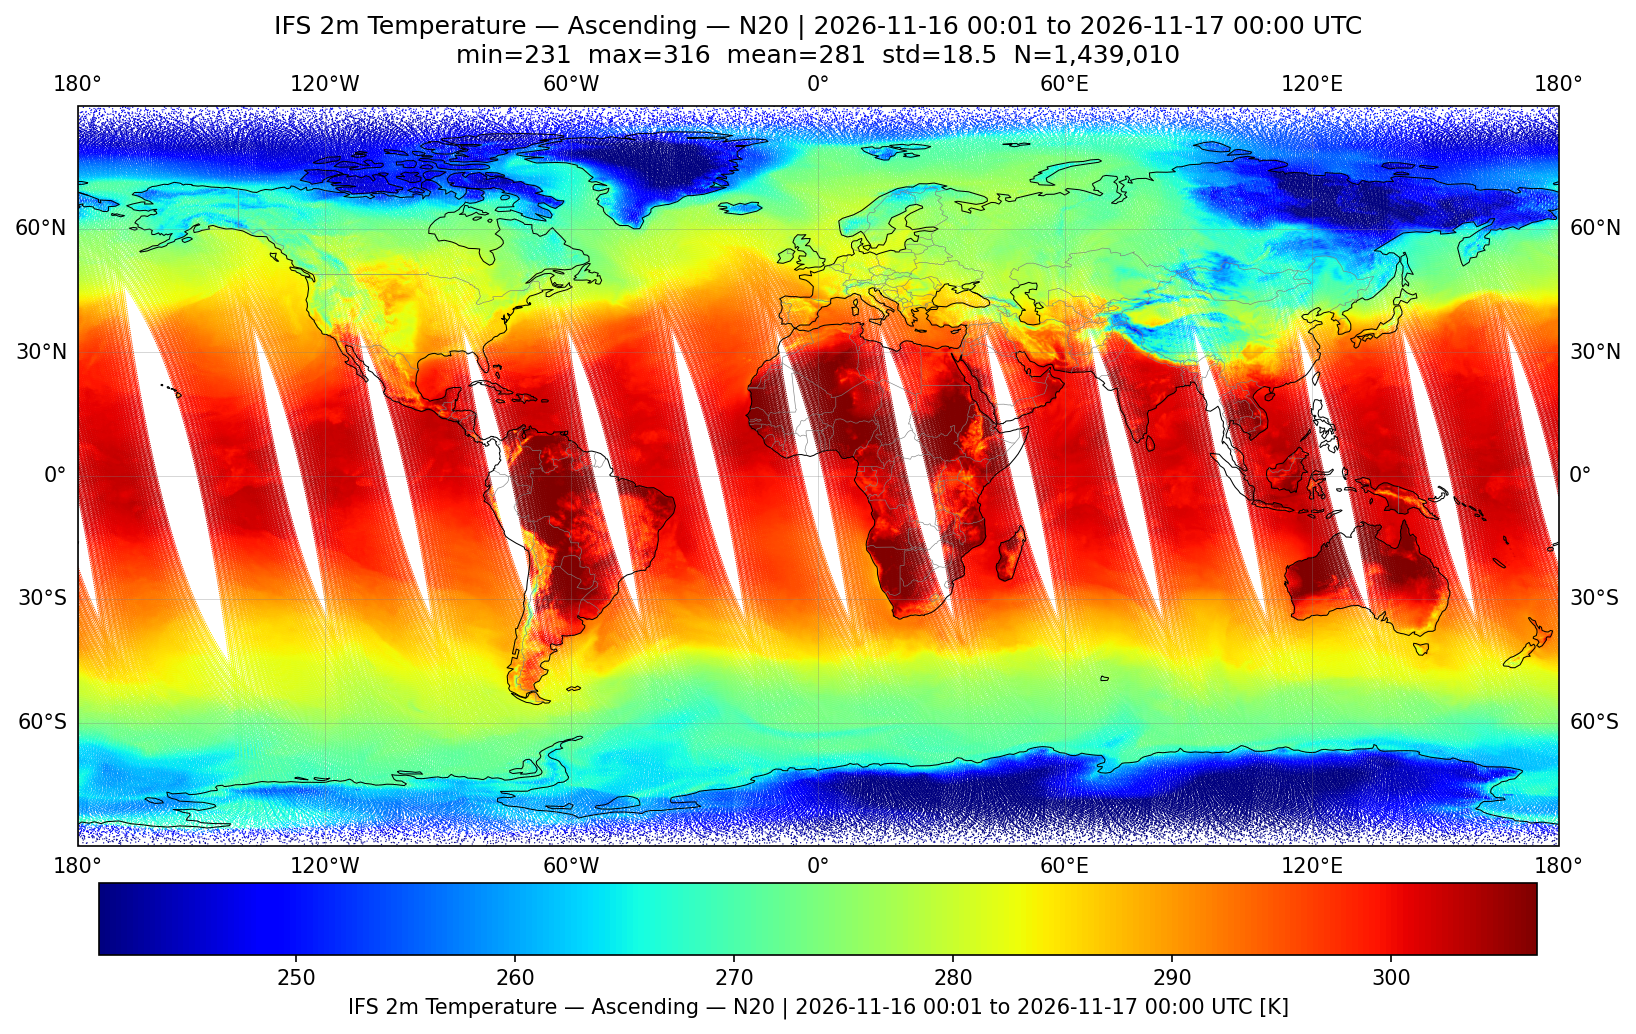 IFS 2m Temperature — Ascending — N20 | 2026-11-16 00:01 to 2026-11-17 00:00 UTC
min=231 max=316 mean=281 std=18.5 N=1,439,010
180° 120°W 60°W 0° 60°E 120°E 180°
60°N 60°N
30°N 30°N
0° 0°
30°S 30°S
60°S 60°S
180° 120°W 60°W 0° 60°E 120°E 180°
250 260 270 280 290 300
IFS 2m Temperature — Ascending — N20 | 2026-11-16 00:01 to 2026-11-17 00:00 UTC [K]